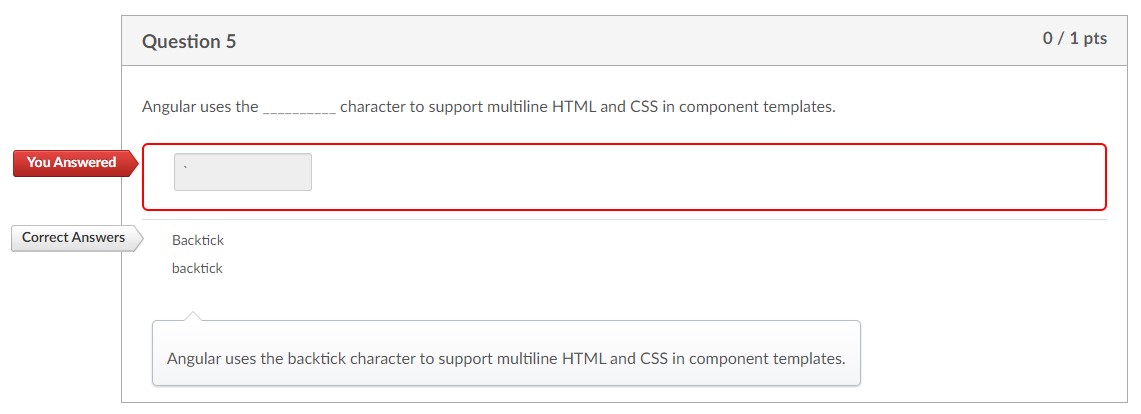 Question 5
0 / 1 pts
Angular uses the __________ character to support multiline HTML and CSS in component templates.
You Answered
`
Correct Answers
Backtick
backtick
Angular uses the backtick character to support multiline HTML and CSS in component templates.